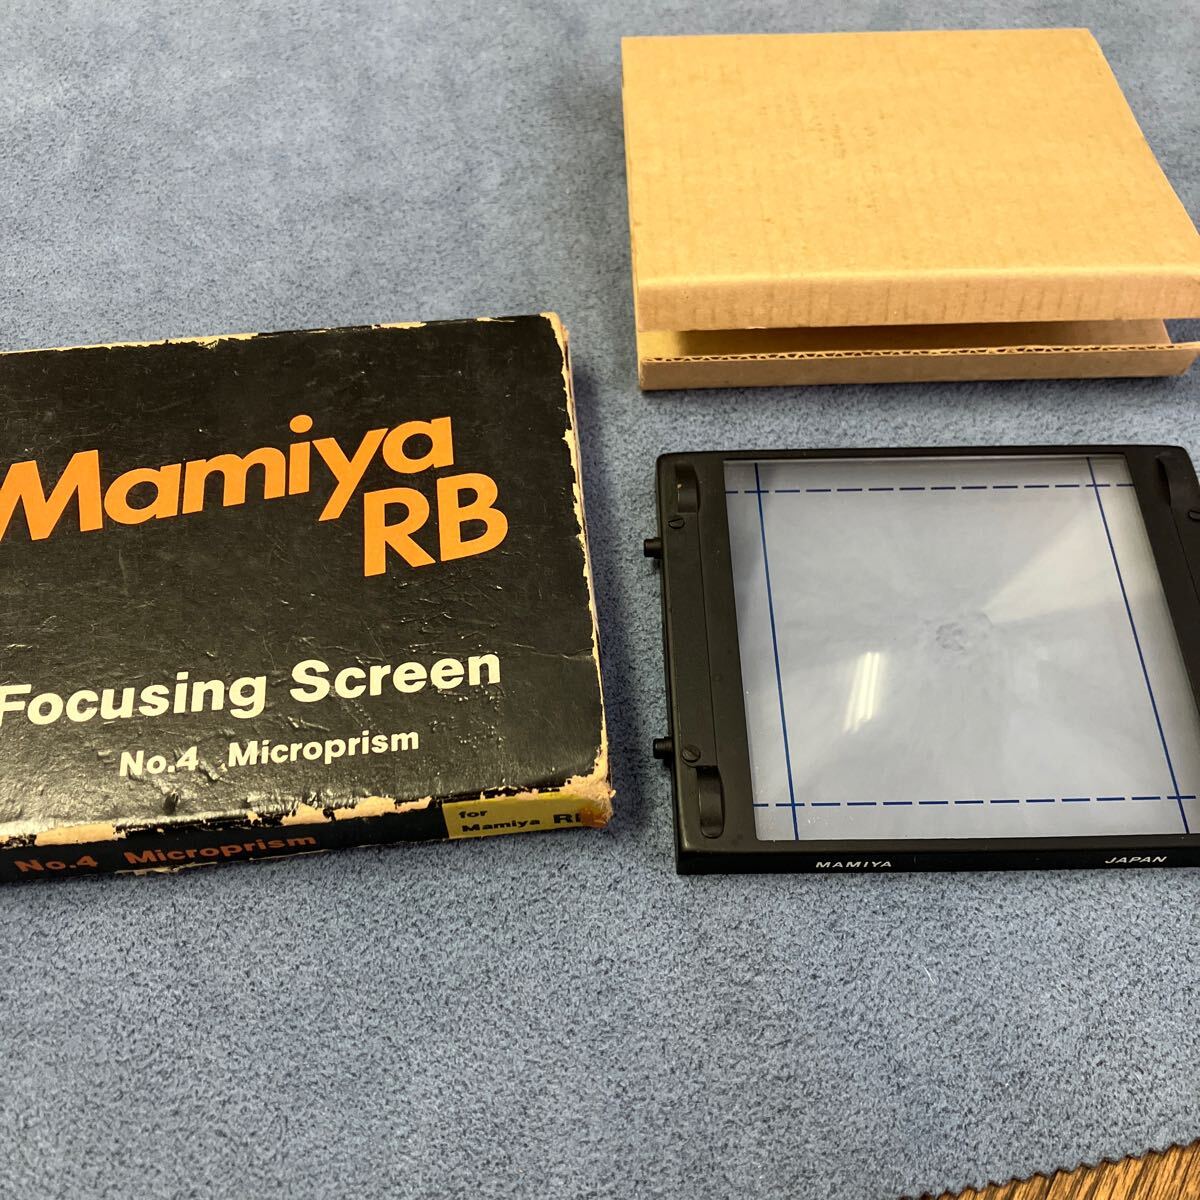 Mamiya
RB
Focusing Screen
No.4 Microprism
No.4 Microprism
for
Mamiya RB
MAMIYA
JAPAN